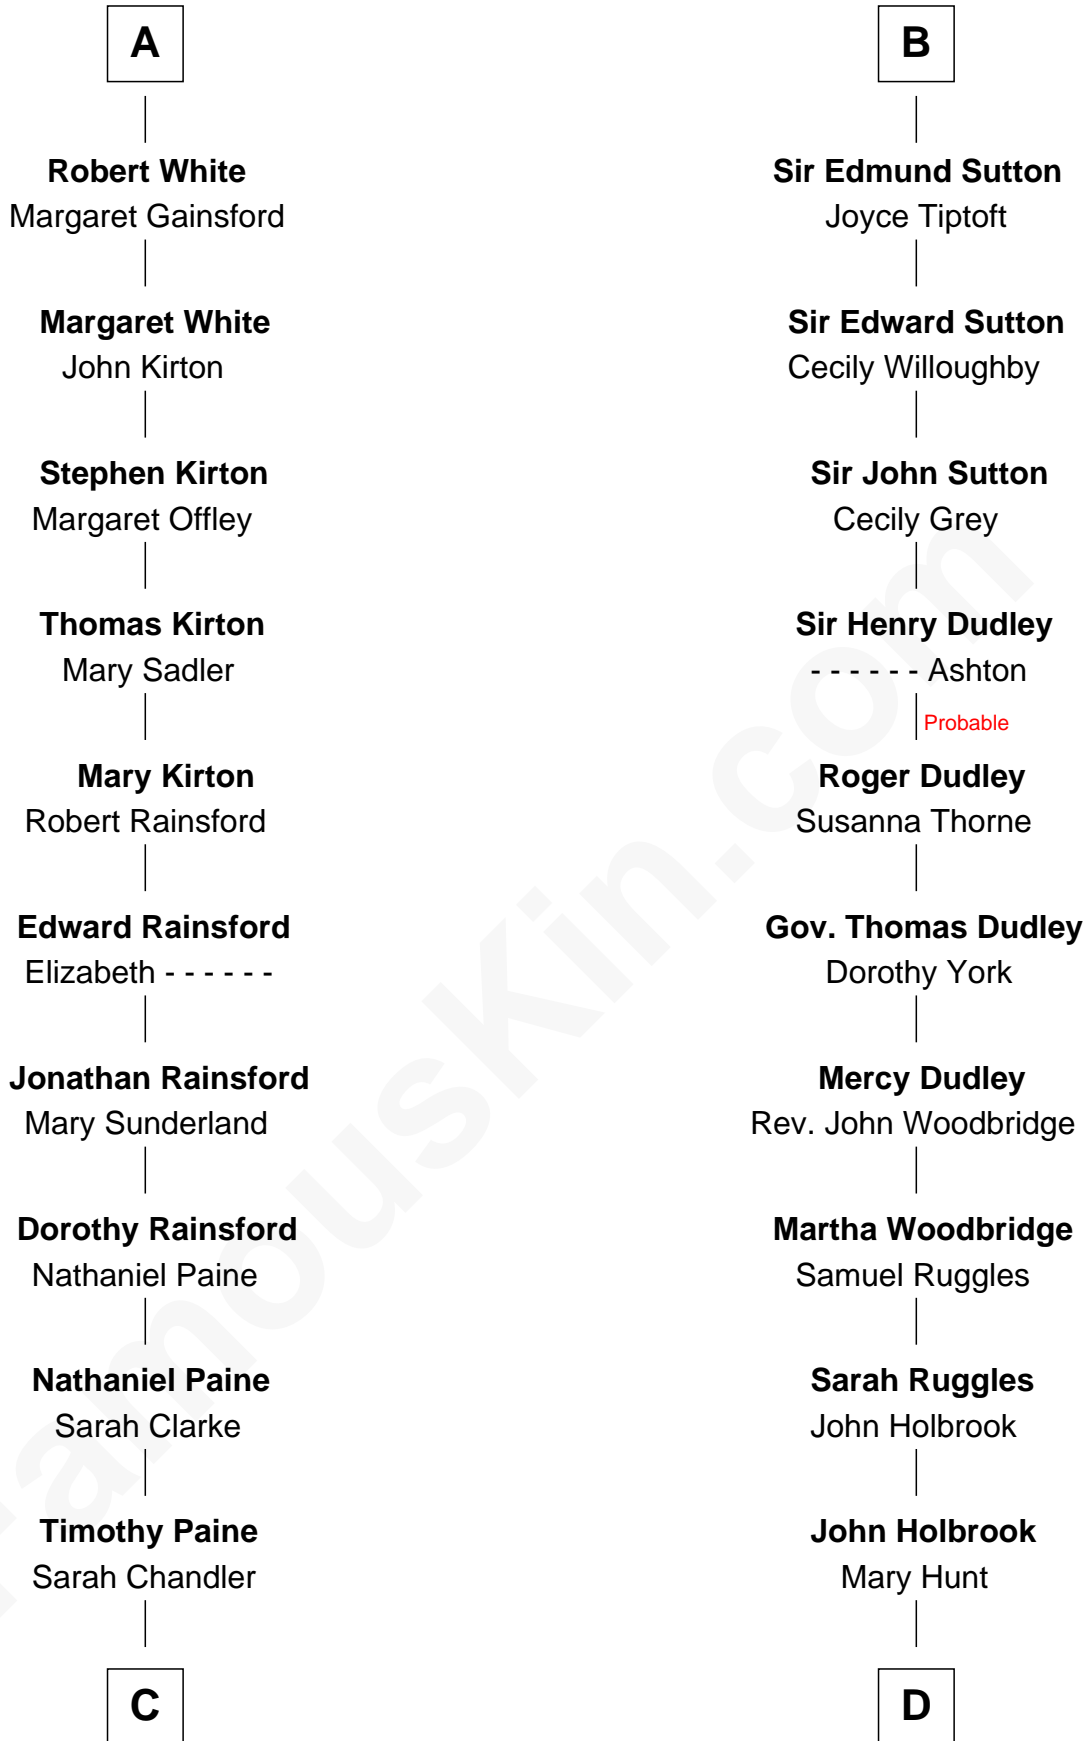 A
Robert White
Margaret Gainsford
Margaret White
John Kirton
Stephen Kirton
Margaret Offley
Thomas Kirton
Mary Sadler
Mary Kirton
Robert Rainsford
Edward Rainsford
Elizabeth - - - - - -
Jonathan Rainsford
Mary Sunderland
Dorothy Rainsford
Nathaniel Paine
Nathaniel Paine
Sarah Clarke
Timothy Paine
Sarah Chandler
C
B
Sir Edmund Sutton
Joyce Tiptoft
Sir Edward Sutton
Cecily Willoughby
Sir John Sutton
Cecily Grey
Sir Henry Dudley
- - - - - - Ashton
Probable
Roger Dudley
Susanna Thorne
Gov. Thomas Dudley
Dorothy York
Mercy Dudley
Rev. John Woodbridge
Martha Woodbridge
Samuel Ruggles
Sarah Ruggles
John Holbrook
John Holbrook
Mary Hunt
D
FamousKin.com